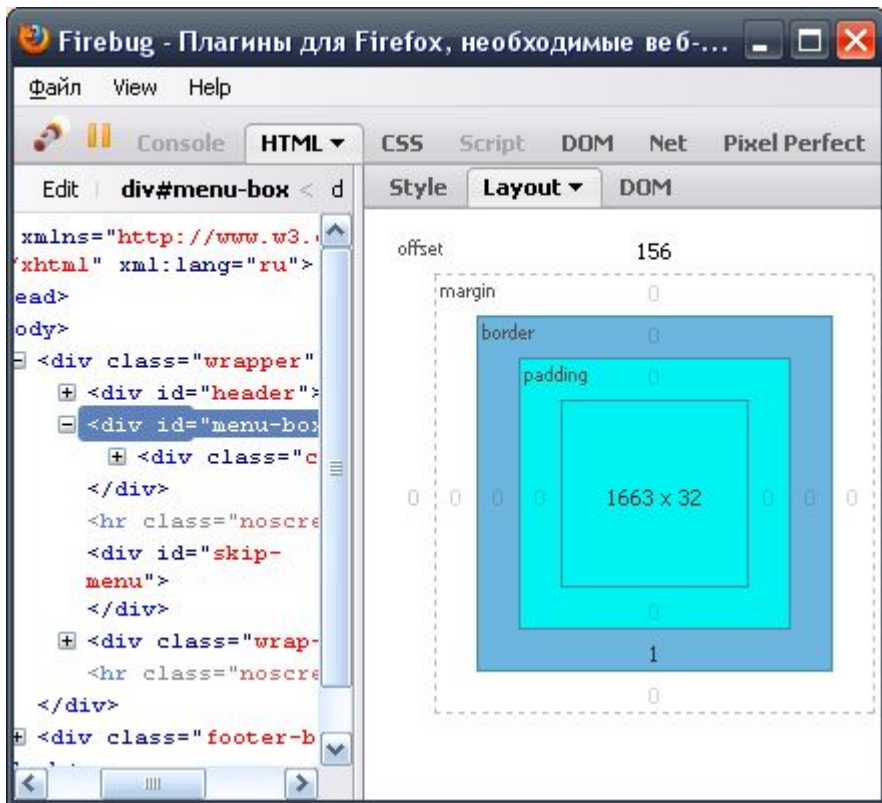 Firebug - Плагины для Firefox, необходимые веб-...
Файл View Help
Console HTML CSS Script DOM Net Pixel Perfect
Edit div#menu-box < d
Style Layout DOM
xmlns="http://www.w3.
/xhtml" xml:lang="ru">
ead>
ody>
<div class="wrapper"
<div id="header">
<div id="menu-box
<div class="c
</div>
<hr class="noscre
<div id="skip-
menu">
</div>
<div class="wrap-
<hr class="noscre
</div>
<div class="footer-b
offset 156
margin 0
border 0
padding 0
0 0 0 0 1663 x 32 0 0 0
0
1
0